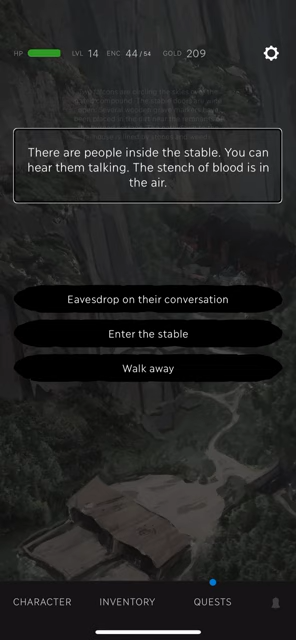 HP LVL 14 ENC 44 / 54 GOLD 209
There are people inside the stable. You can
hear them talking. The stench of blood is in
the air.
Eavesdrop on their conversation
Enter the stable
Walk away
CHARACTER INVENTORY QUESTS